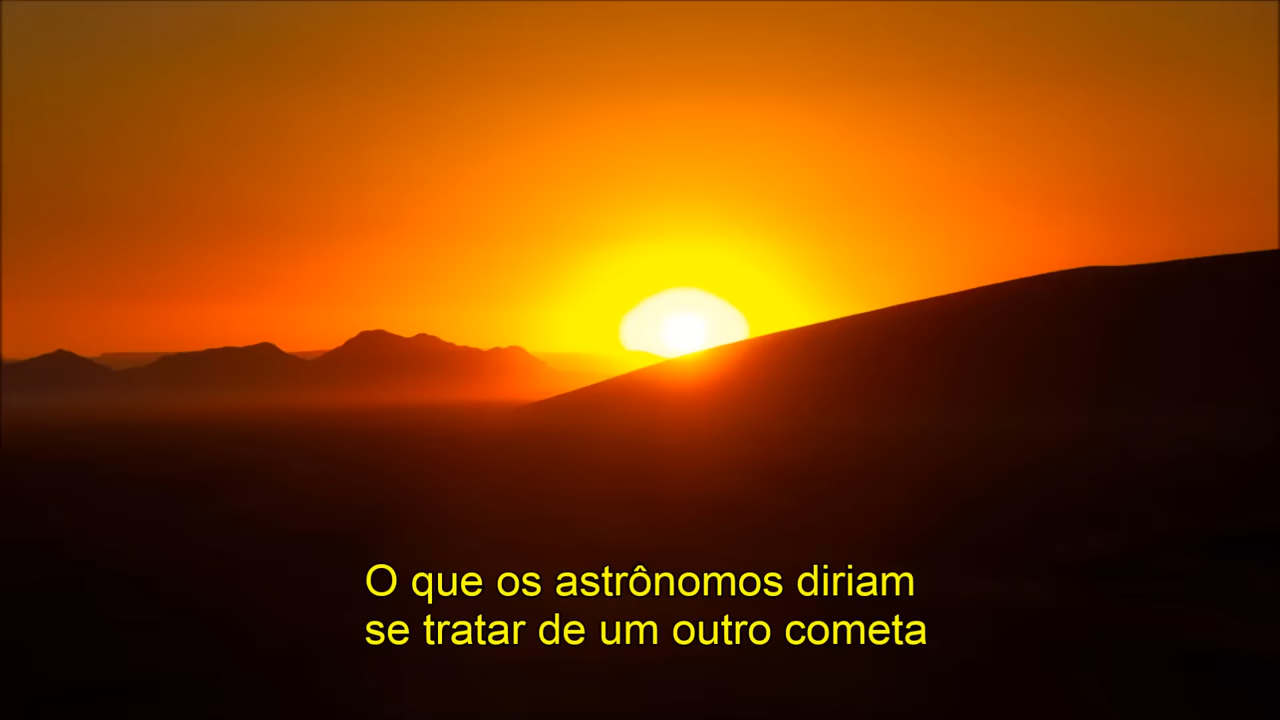 O que os astrônomos diriam
se tratar de um outro cometa